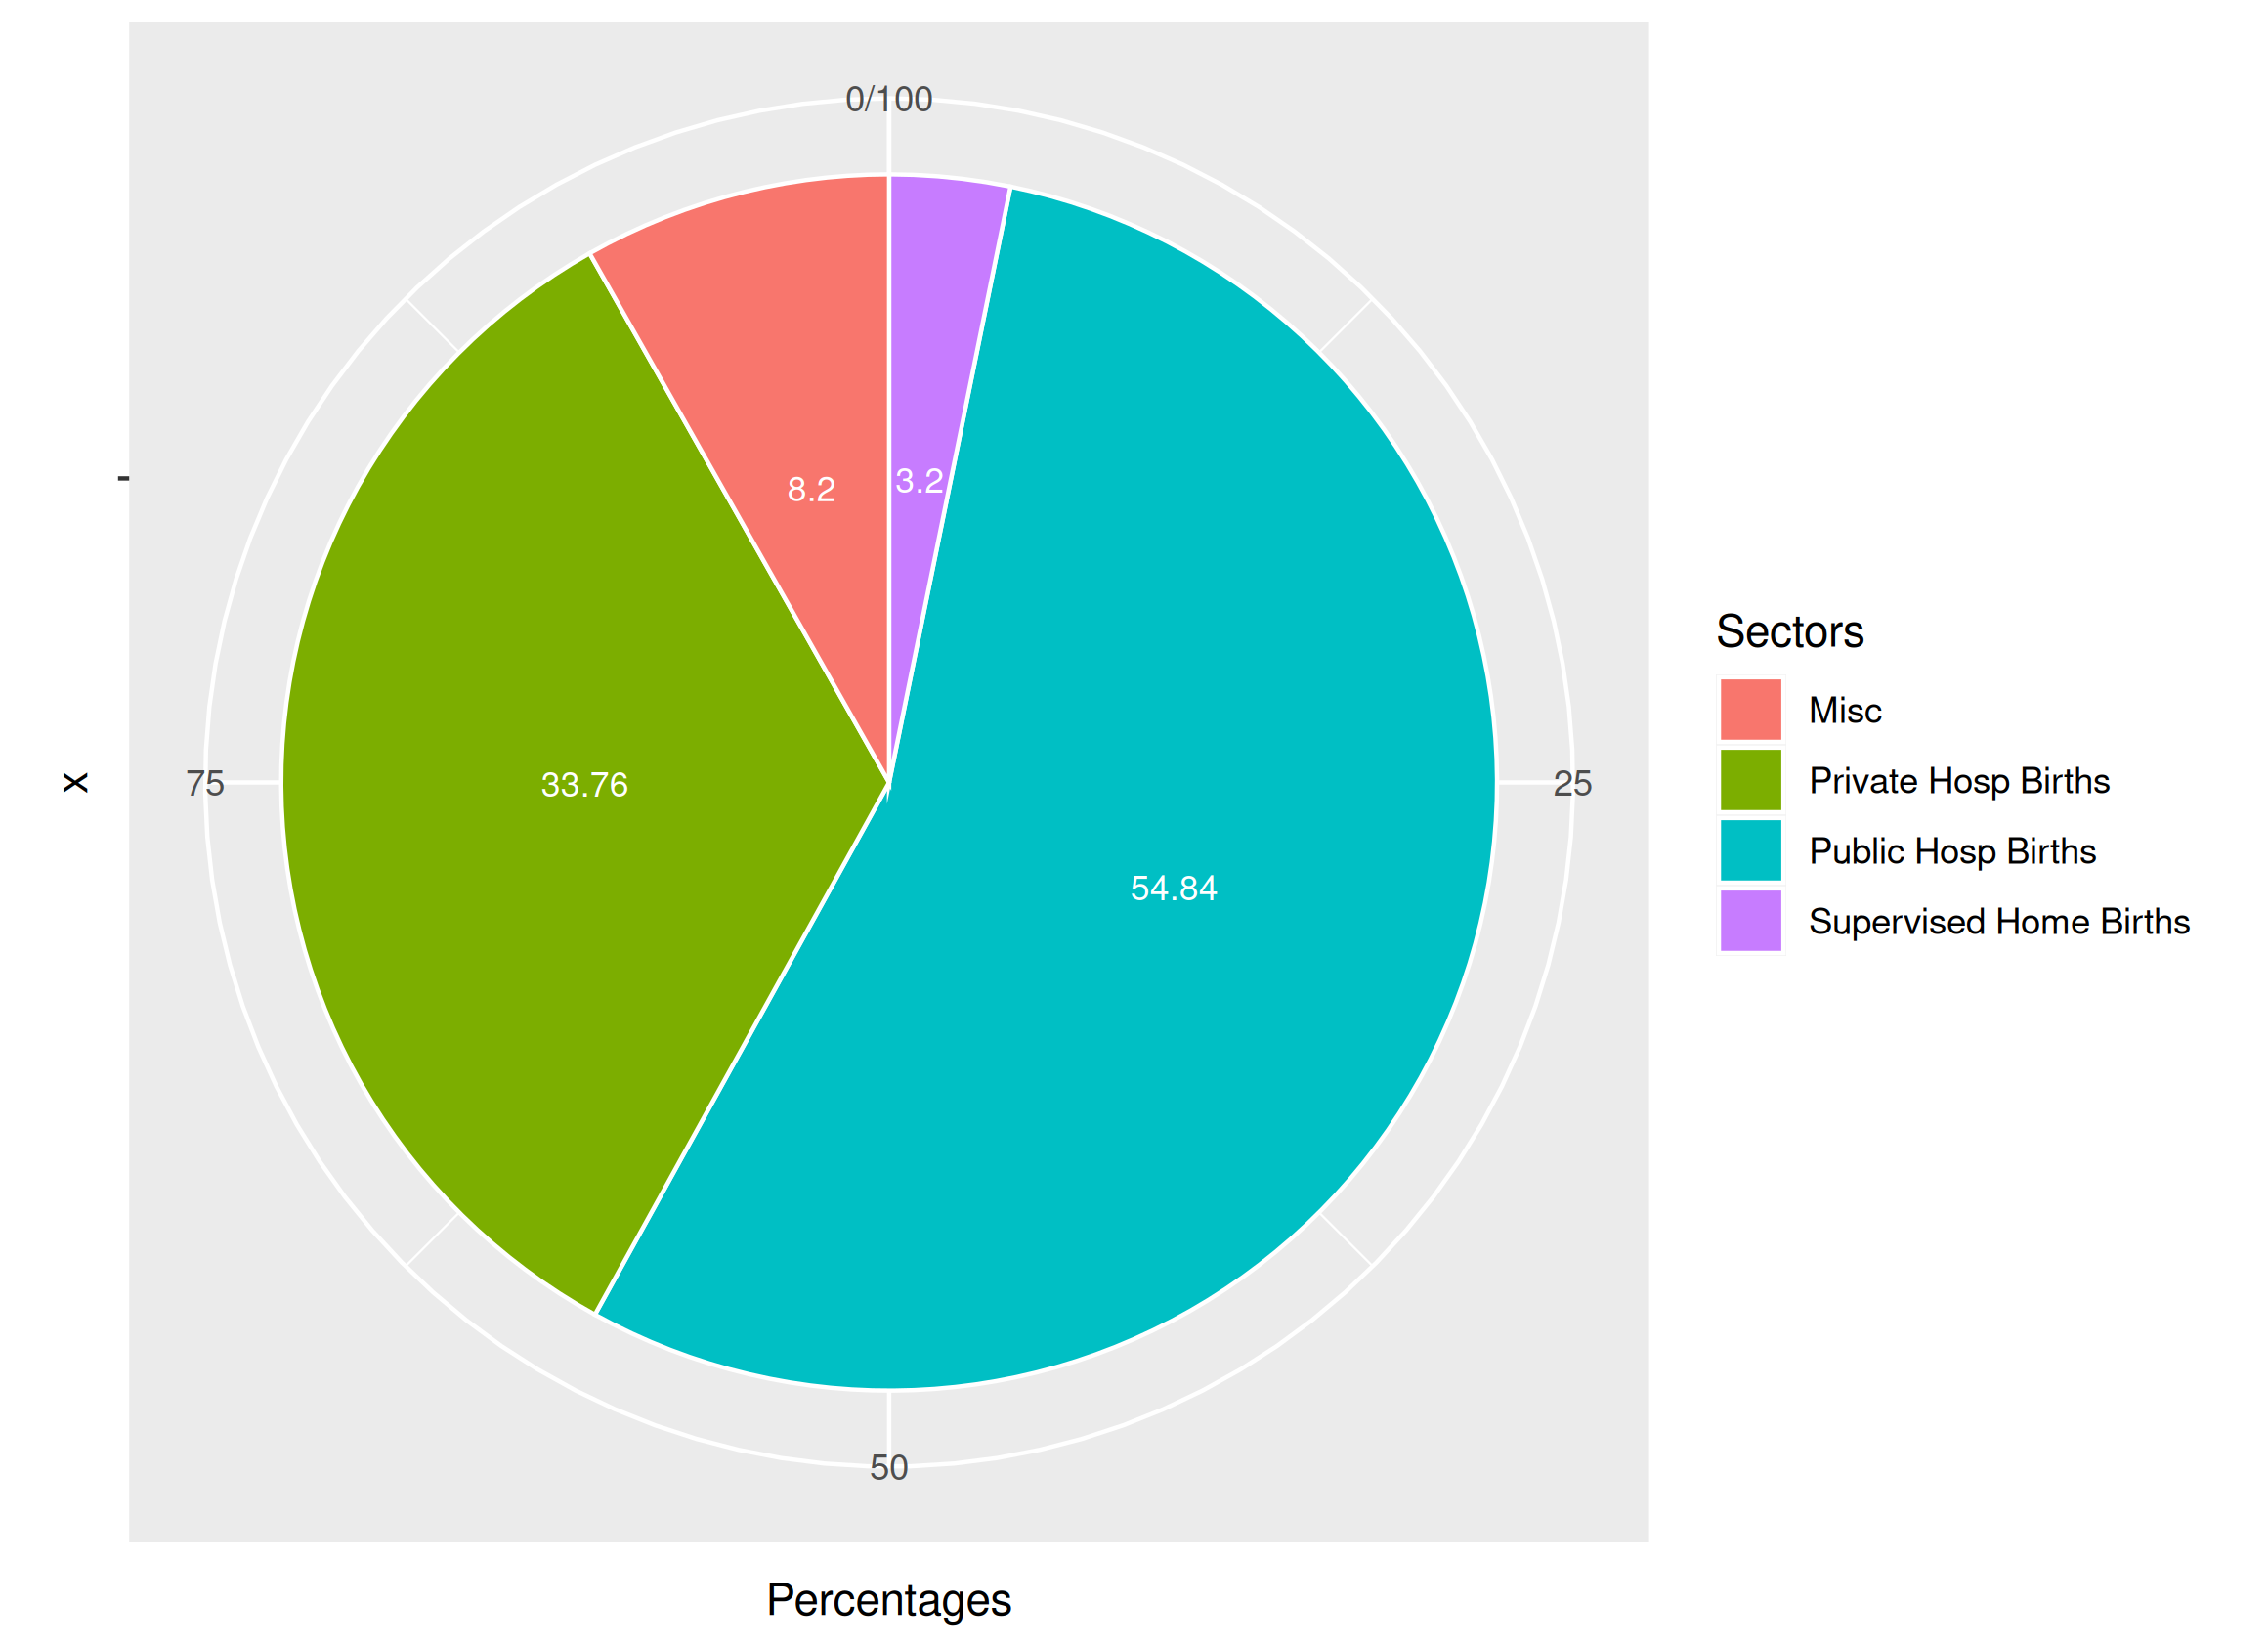 0/100
8.2
3.2
x
75
33.76
25
54.84
50
Percentages
Sectors
Misc
Private Hosp Births
Public Hosp Births
Supervised Home Births